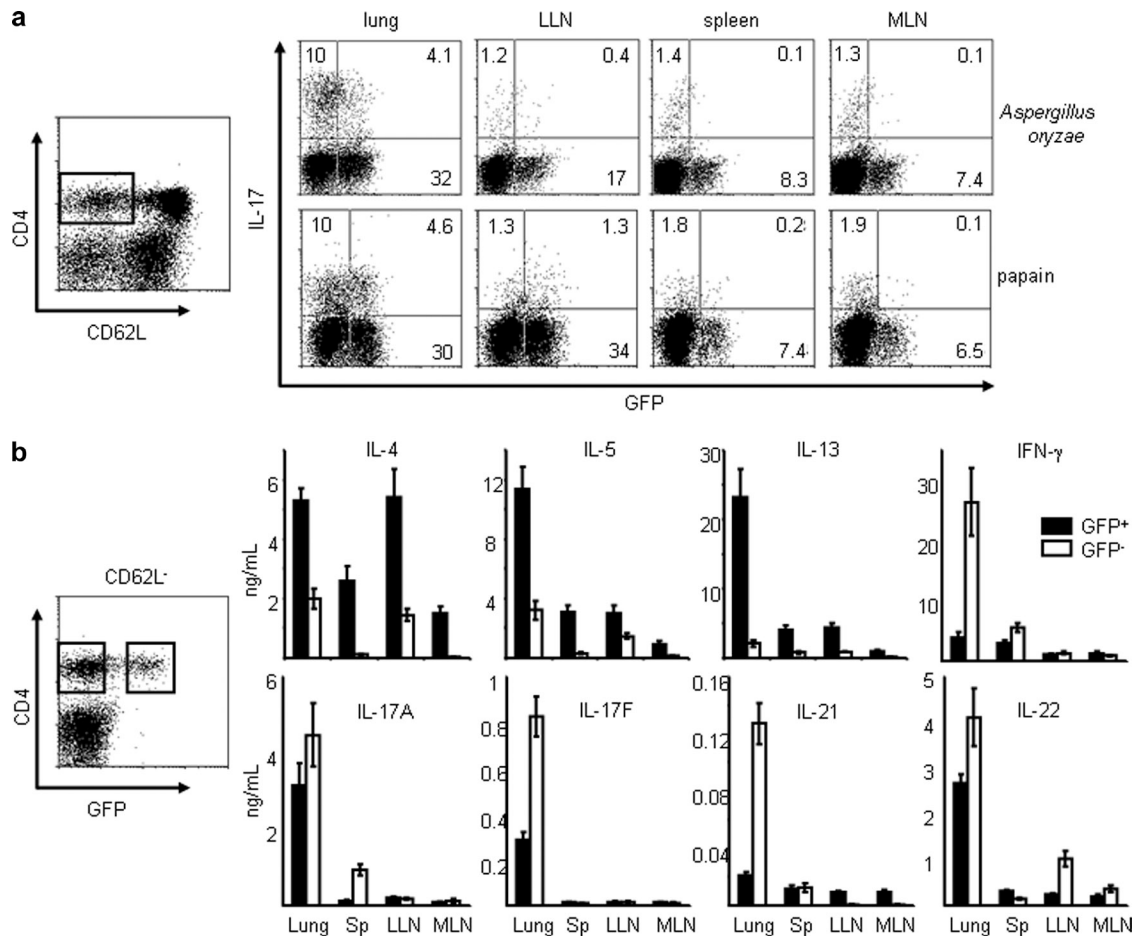 a
lung LLN spleen MLN
10 4.1 1.2 0.4 1.4 0.1 1.3 0.1
Aspergillus
oryzae
32 17 8.3 7.4
CD4
IL-17
10 4.6 1.3 1.3 1.8 0.2 1.9 0.1
papain
CD62L
30 34 7.4 6.5
GFP
b
IL-4 IL-5 IL-13 IFN-γ
6 4 2
12 8 4
30 20 10
30 20 10
ng/mL
GFP+
GFP-
CD62L-
CD4
GFP
IL-17A IL-17F IL-21 IL-22
6 4 2
1 0.8 0.6 0.4 0.2
0.18 0.12 0.08 0.04
5 4 3 2 1
ng/mL
Lung Sp LLN MLN Lung Sp LLN MLN Lung Sp LLN MLN Lung Sp LLN MLN